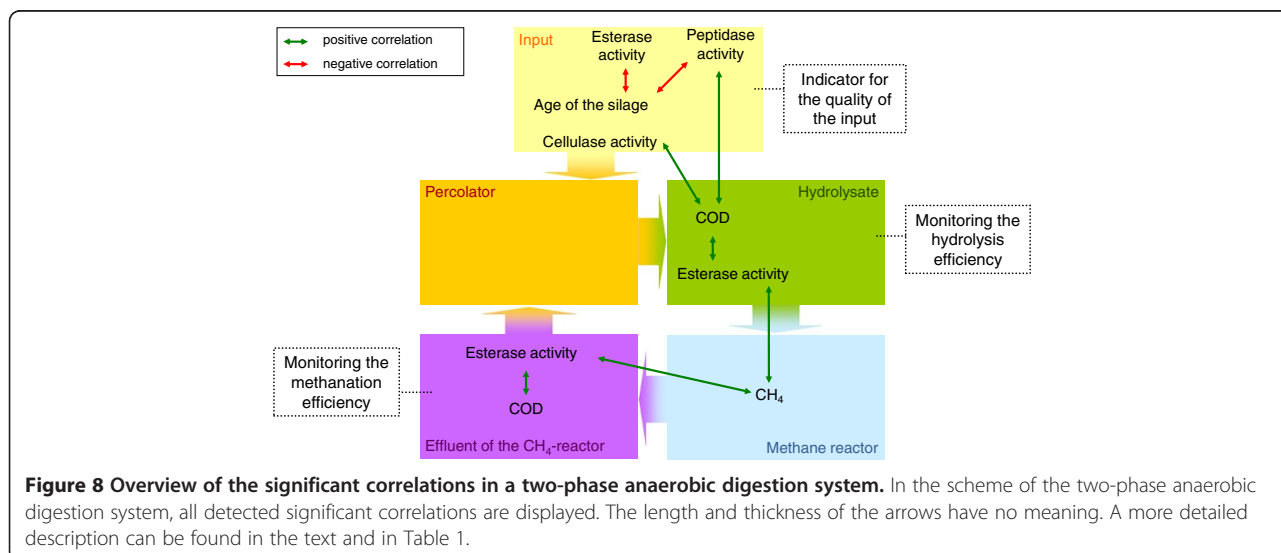 positive correlation
negative correlation
Input
Esterase
activity
Peptidase
activity
Age of the silage
Cellulase activity
Indicator for
the quality of
the input
Percolator
Hydrolysate
COD
Esterase activity
Monitoring the
hydrolysis
efficiency
Monitoring the
methanation
efficiency
Esterase activity
COD
Effluent of the CH₄-reactor
CH₄
Methane reactor
Figure 8 Overview of the significant correlations in a two-phase anaerobic digestion system. In the scheme of the two-phase anaerobic
digestion system, all detected significant correlations are displayed. The length and thickness of the arrows have no meaning. A more detailed
description can be found in the text and in Table 1.